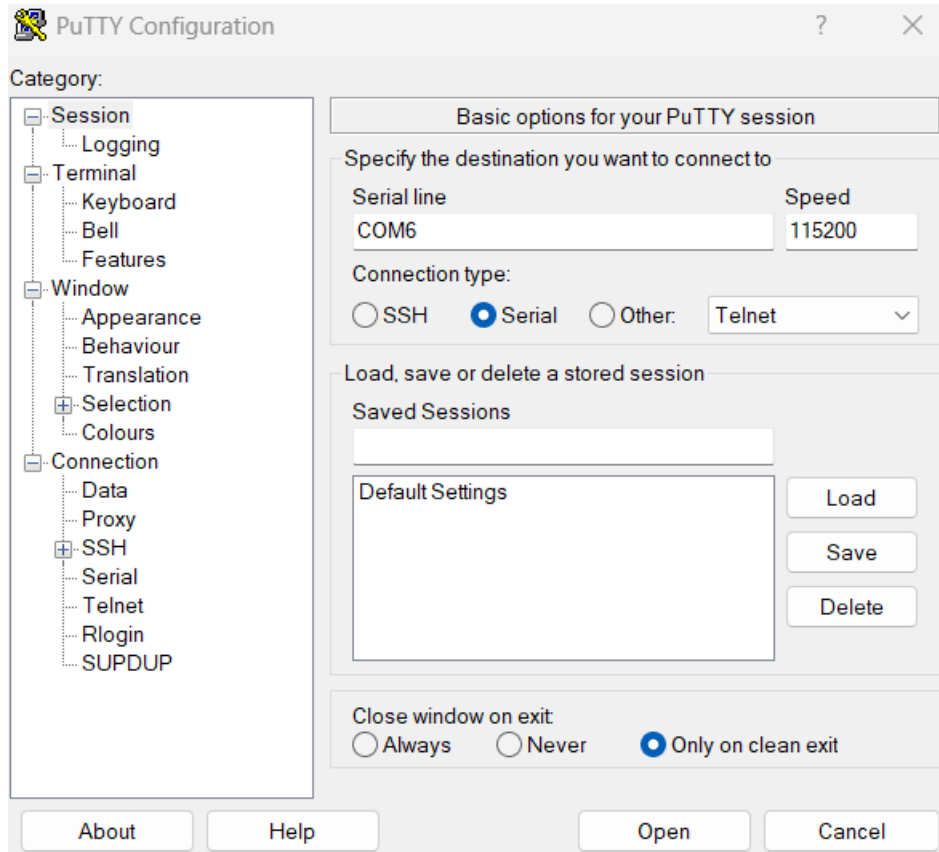 PuTTY Configuration ? ×
Category:
Session
Logging
Terminal
Keyboard
Bell
Features
Window
Appearance
Behaviour
Translation
Selection
Colours
Connection
Data
Proxy
SSH
Serial
Telnet
Rlogin
SUPDUP
Basic options for your PuTTY session
Specify the destination you want to connect to
Serial line Speed
COM6 115200
Connection type:
SSH Serial Other: Telnet
Load, save or delete a stored session
Saved Sessions
Default Settings
Load
Save
Delete
Close window on exit:
Always Never Only on clean exit
About Help Open Cancel